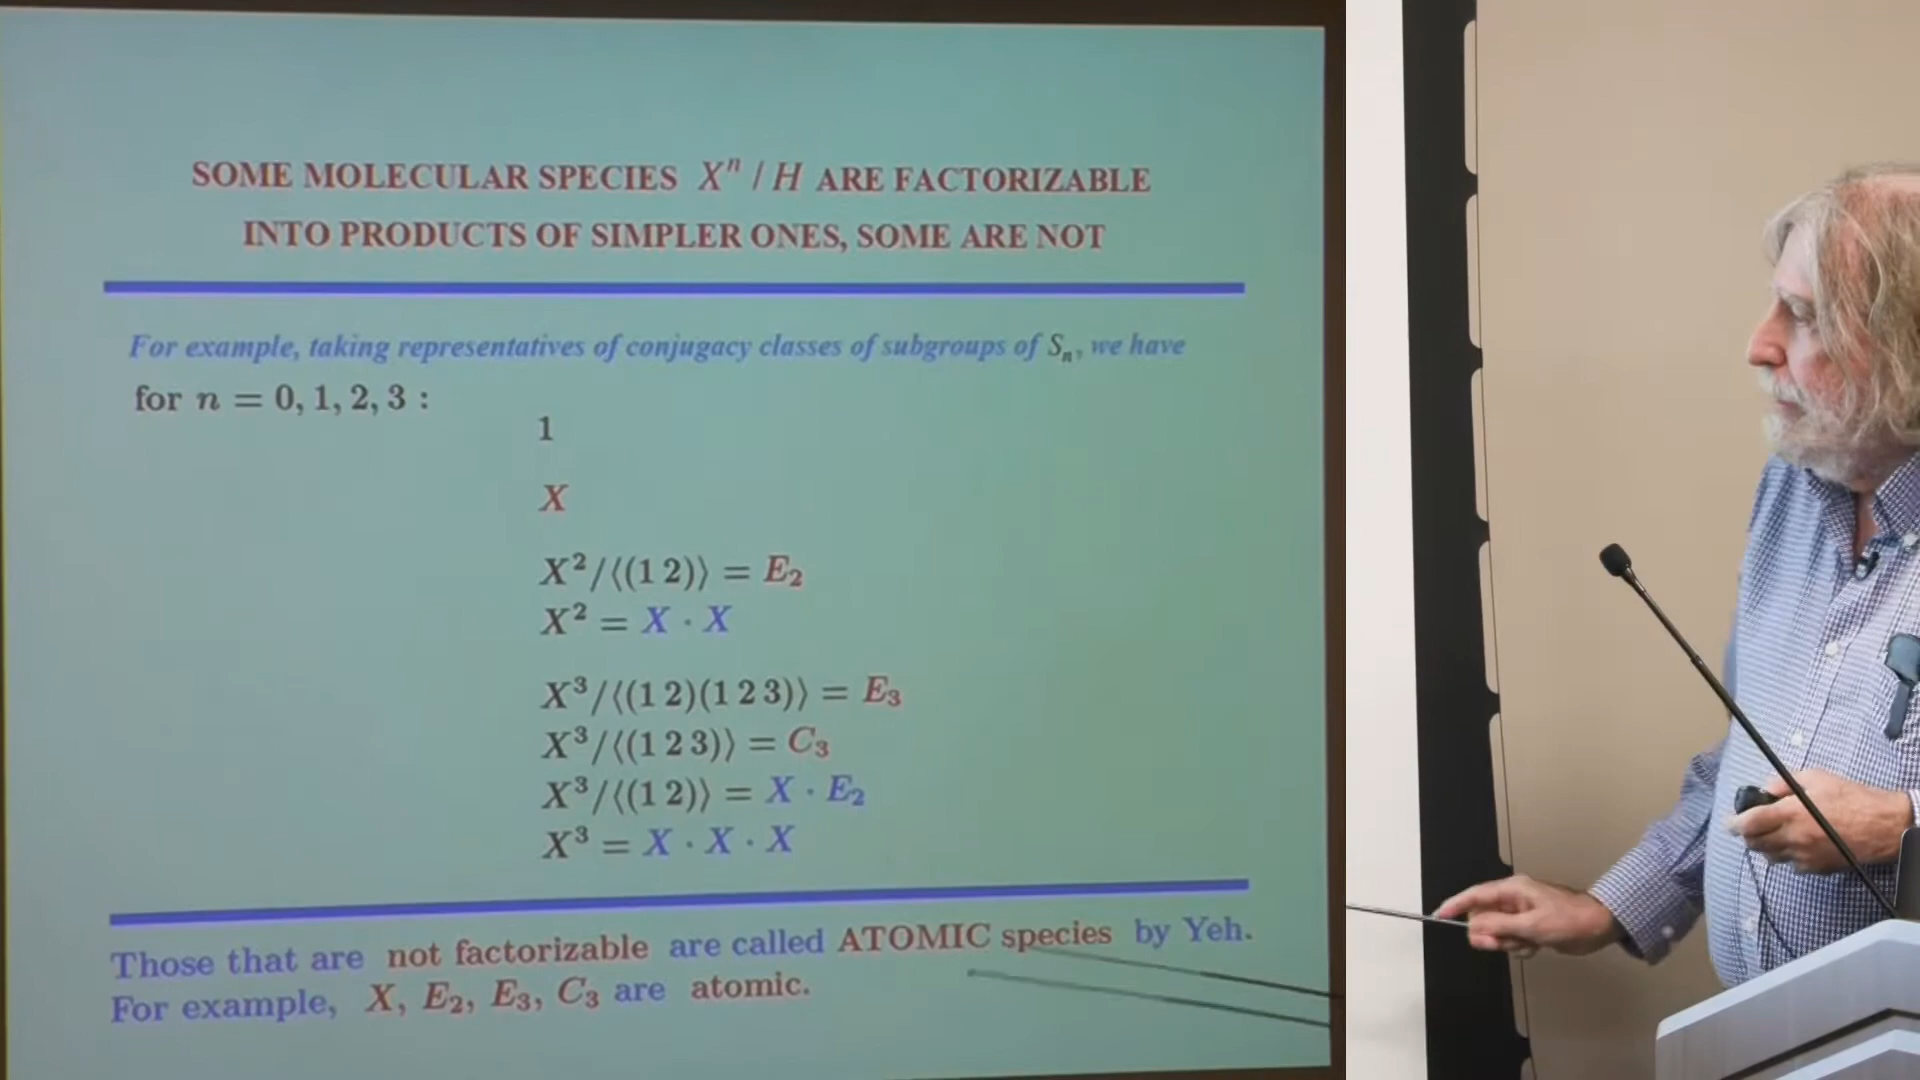 SOME MOLECULAR SPECIES Xⁿ / H ARE FACTORIZABLE
INTO PRODUCTS OF SIMPLER ONES, SOME ARE NOT
For example, taking representatives of conjugacy classes of subgroups of Sₙ, we have
for n = 0, 1, 2, 3 :
1
X
X²/⟨(1 2)⟩ = E₂
X² = X · X
X³/⟨(1 2)(1 2 3)⟩ = E₃
X³/⟨(1 2 3)⟩ = C₃
X³/⟨(1 2)⟩ = X · E₂
X³ = X · X · X
Those that are not factorizable are called ATOMIC species by Yeh.
For example, X, E₂, E₃, C₃ are atomic.